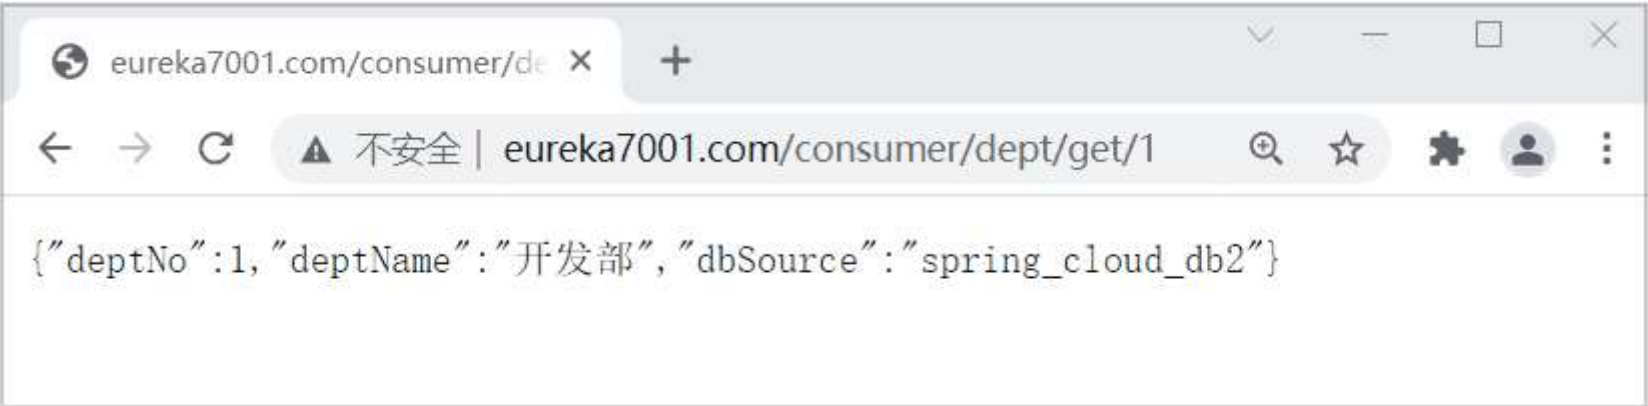 eureka7001.com/consumer/de
不安全 | eureka7001.com/consumer/dept/get/1
{"deptNo":1,"deptName":"开发部","dbSource":"spring_cloud_db2"}